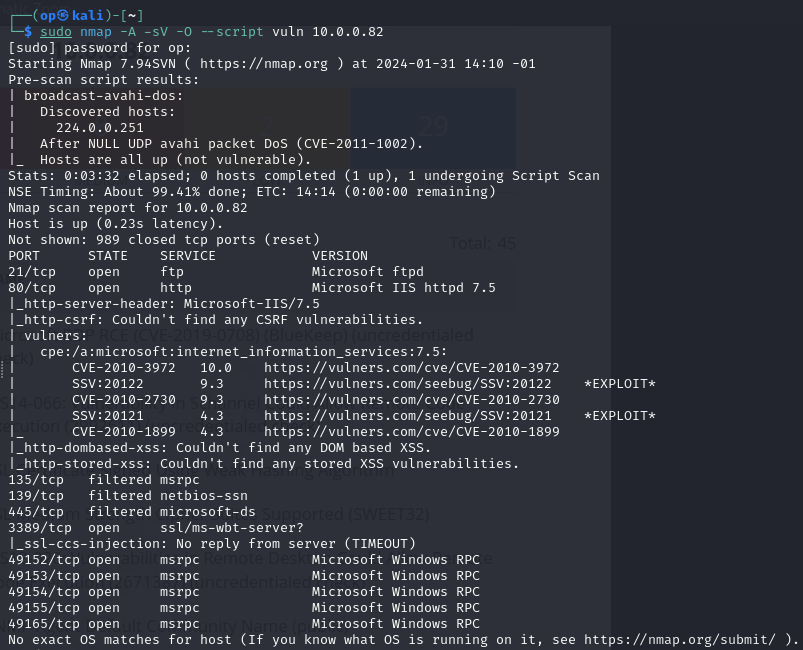 ┌──(op㉿kali)-[~]
└─$ sudo nmap -A -sV -O --script vuln 10.0.0.82
[sudo] password for op:
Starting Nmap 7.94SVN ( https://nmap.org ) at 2024-01-31 14:10 -01
Pre-scan script results:
| broadcast-avahi-dos:
|   Discovered hosts:
|     224.0.0.251
|   After NULL UDP avahi packet DoS (CVE-2011-1002).
|_  Hosts are all up (not vulnerable).
Stats: 0:03:32 elapsed; 0 hosts completed (1 up), 1 undergoing Script Scan
NSE Timing: About 99.41% done; ETC: 14:14 (0:00:00 remaining)
Nmap scan report for 10.0.0.82
Host is up (0.23s latency).
Not shown: 989 closed tcp ports (reset)
Total: 45
PORT      STATE    SERVICE            VERSION
21/tcp    open     ftp                Microsoft ftpd
80/tcp    open     http               Microsoft IIS httpd 7.5
|_http-server-header: Microsoft-IIS/7.5
|_http-csrf: Couldn't find any CSRF vulnerabilities.
| vulners:
RCE (CVE-2019-0708) (BlueKeep) (uncredentialed
|   cpe:/a:microsoft:internet_information_services:7.5:
|       CVE-2010-3972   10.0    https://vulners.com/cve/CVE-2010-3972
|       SSV:20122       9.3     https://vulners.com/seebug/SSV:20122    *EXPLOIT*
|       CVE-2010-2730   9.3     https://vulners.com/cve/CVE-2010-2730
|       SSV:20121       4.3     https://vulners.com/seebug/SSV:20121    *EXPLOIT*
|_      CVE-2010-1899   4.3     https://vulners.com/cve/CVE-2010-1899
|_http-dombased-xss: Couldn't find any DOM based XSS.
|_http-stored-xss: Couldn't find any stored XSS vulnerabilities.
135/tcp   filtered msrpc
139/tcp   filtered netbios-ssn
445/tcp   filtered microsoft-ds
Supported (SWEET32)
3389/tcp  open     ssl/ms-wbt-server?
|_ssl-ccs-injection: No reply from server (TIMEOUT)
49152/tcp open     msrpc              Microsoft Windows RPC
49153/tcp open     msrpc              Microsoft Windows RPC
49154/tcp open     msrpc              Microsoft Windows RPC
49155/tcp open     msrpc              Microsoft Windows RPC
49165/tcp open     msrpc              Microsoft Windows RPC
No exact OS matches for host (If you know what OS is running on it, see https://nmap.org/submit/ ).